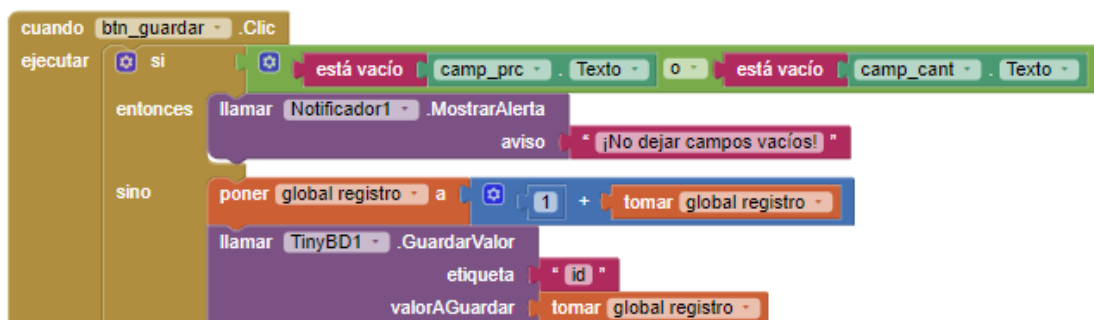 cuando btn_guardar .Clic
ejecutar si está vacío camp_prc . Texto o está vacío camp_cant . Texto
entonces llamar Notificador1 .MostrarAlerta
aviso " ¡No dejar campos vacíos! "
sino poner global registro a 1 + tomar global registro
llamar TinyBD1 .GuardarValor
etiqueta " id "
valorAGuardar tomar global registro